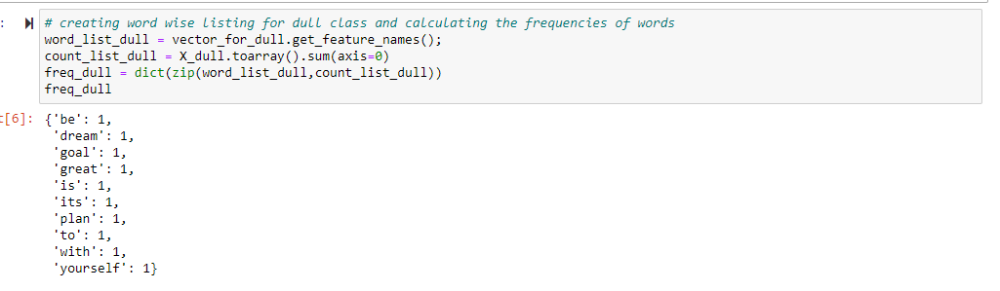 : # creating word wise listing for dull class and calculating the frequencies of words
word_list_dull = vector_for_dull.get_feature_names();
count_list_dull = X_dull.toarray().sum(axis=0)
freq_dull = dict(zip(word_list_dull,count_list_dull))
freq_dull
t[6]: {'be': 1,
'dream': 1,
'goal': 1,
'great': 1,
'is': 1,
'its': 1,
'plan': 1,
'to': 1,
'with': 1,
'yourself': 1}